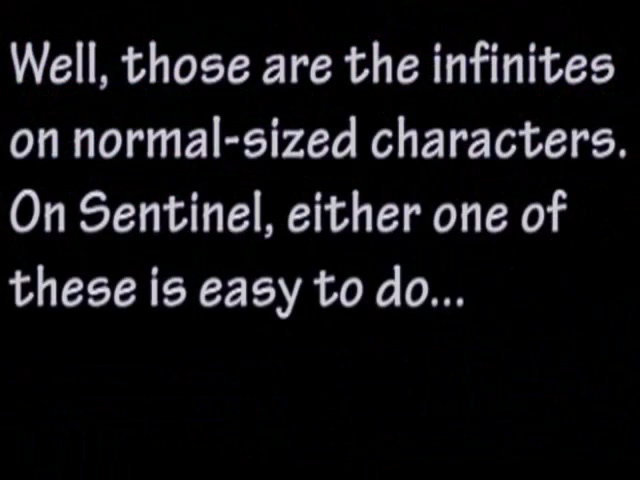 Well, those are the infinites
on normal-sized characters.
On Sentinel, either one of
these is easy to do...